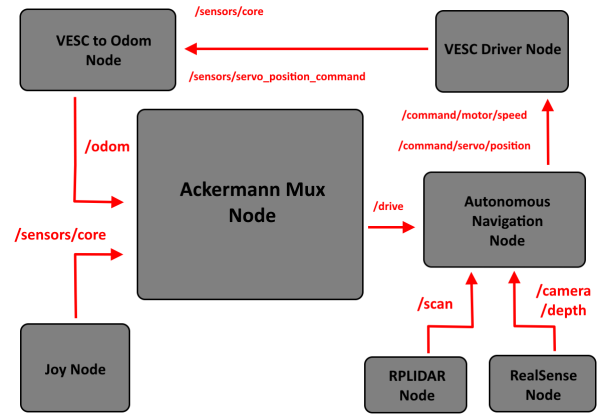 /sensors/core
VESC to Odom
Node
VESC Driver Node
/sensors/servo_position_command
/command/motor/speed
/command/servo/position
/odom
Ackermann Mux
Node
/drive
Autonomous
Navigation
Node
/sensors/core
/scan
/camera
/depth
Joy Node
RPLIDAR
Node
RealSense
Node